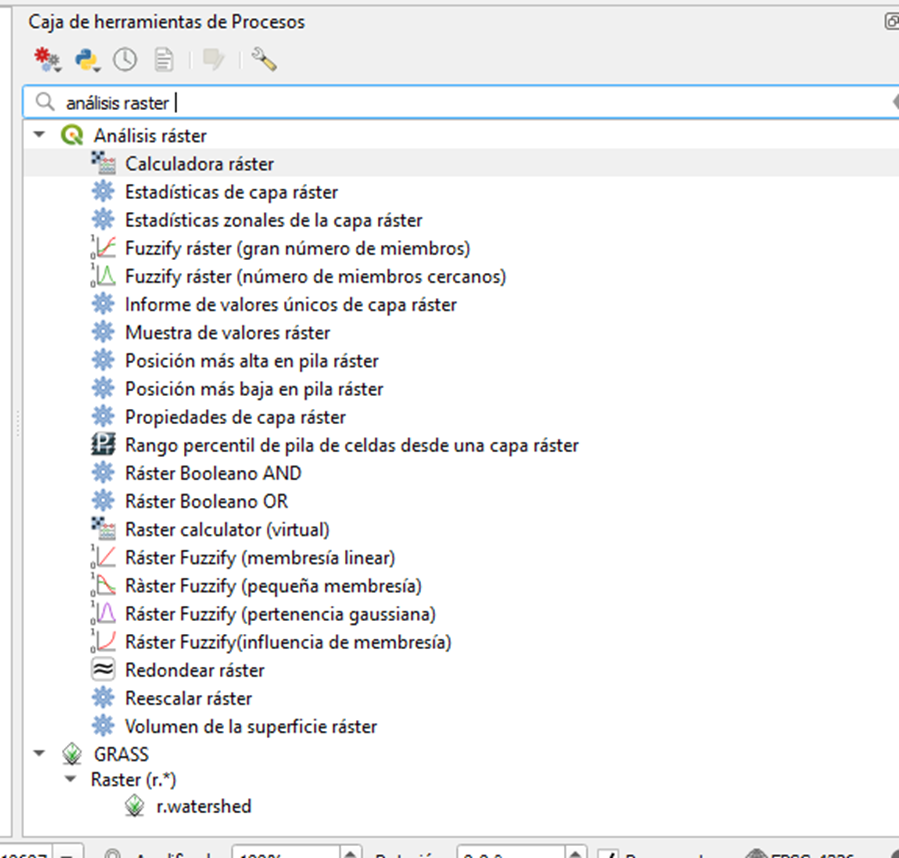 Caja de herramientas de Procesos
análisis raster
Análisis ráster
Calculadora ráster
Estadísticas de capa ráster
Estadísticas zonales de la capa ráster
Fuzzify ráster (gran número de miembros)
Fuzzify ráster (número de miembros cercanos)
Informe de valores únicos de capa ráster
Muestra de valores ráster
Posición más alta en pila ráster
Posición más baja en pila ráster
Propiedades de capa ráster
Rango percentil de pila de celdas desde una capa ráster
Ráster Booleano AND
Ráster Booleano OR
Raster calculator (virtual)
Ráster Fuzzify (membresía linear)
Ràster Fuzzify (pequeña membresía)
Ráster Fuzzify (pertenencia gaussiana)
Ráster Fuzzify(influencia de membresía)
Redondear ráster
Reescalar ráster
Volumen de la superficie ráster
GRASS
Raster (r.*)
r.watershed